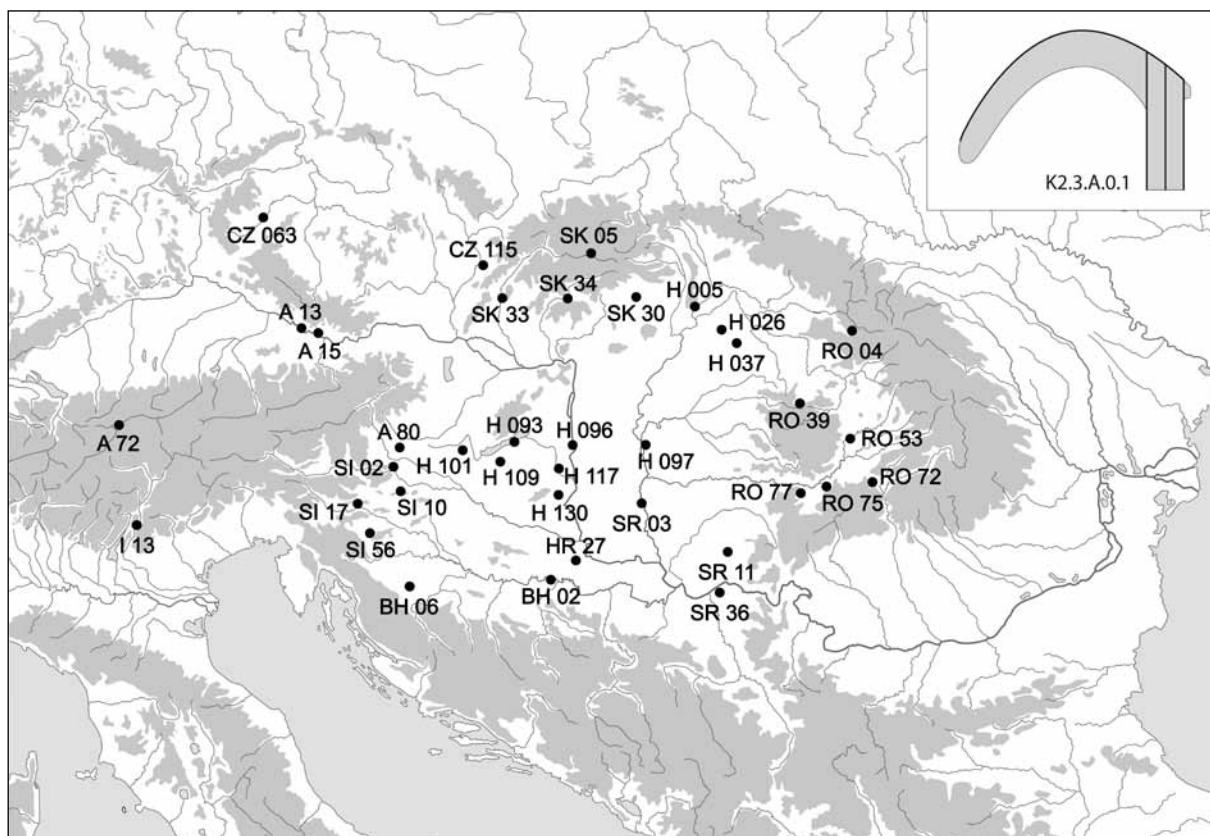 K2.3.A.0.1
CZ 063
CZ 115
SK 05
SK 33
SK 34
SK 30
H 005
H 026
H 037
RO 04
A 13
A 15
A 72
A 80
H 093
H 096
H 097
RO 39
RO 53
SI 02
H 101
H 109
H 117
RO 72
RO 77
RO 75
SI 17
SI 10
H 130
SR 03
I 13
SI 56
HR 27
SR 11
BH 06
BH 02
SR 36